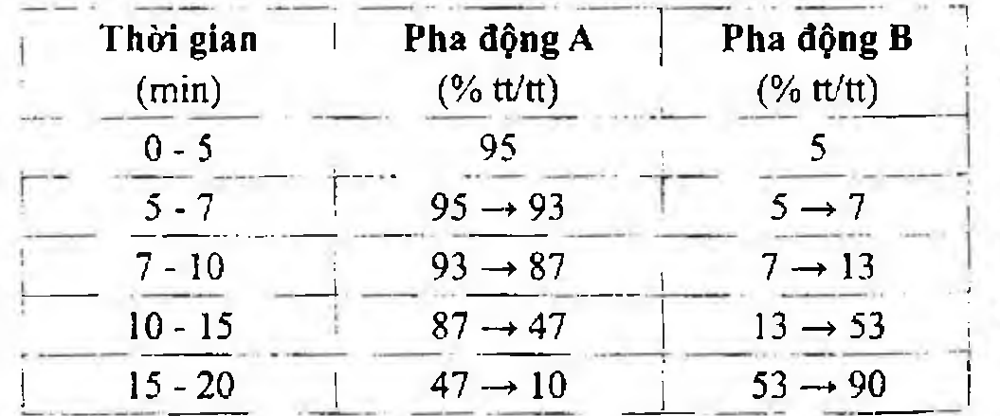 Thời gian Pha động A Pha động B
(min) (% tt/tt) (% tt/tt)
0 - 5 95 5
5 - 7 95 → 93 5 → 7
7 - 10 93 → 87 7 → 13
10 - 15 87 → 47 13 → 53
15 - 20 47 → 10 53 → 90